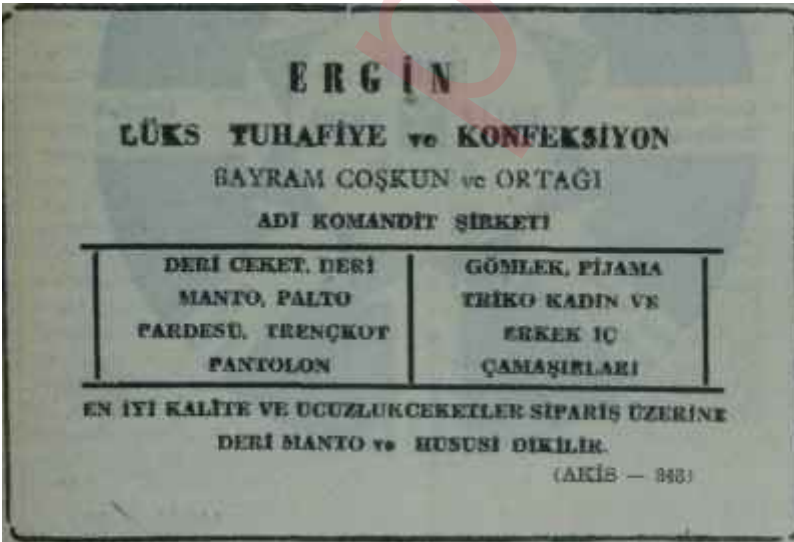 ERGİN
LÜKS TUHAFİYE ve KONFEKSİYON
BAYRAM COŞKUN ve ORTAĞI
ADİ KOMANDİT ŞİRKETİ
DERİ CEKET, DERİ
MANTO, PALTO
PARDESÜ, TRENÇKOT
PANTOLON
GÖMLEK, PİJAMA
TRİKO KADIN VE
ERKEK İÇ
ÇAMAŞIRLARI
EN İYİ KALİTE VE UCUZLUKCEKETLER SİPARİŞ ÜZERİNE
DERİ MANTO ve HUSUSİ DİKİLİR.
(AKİS —